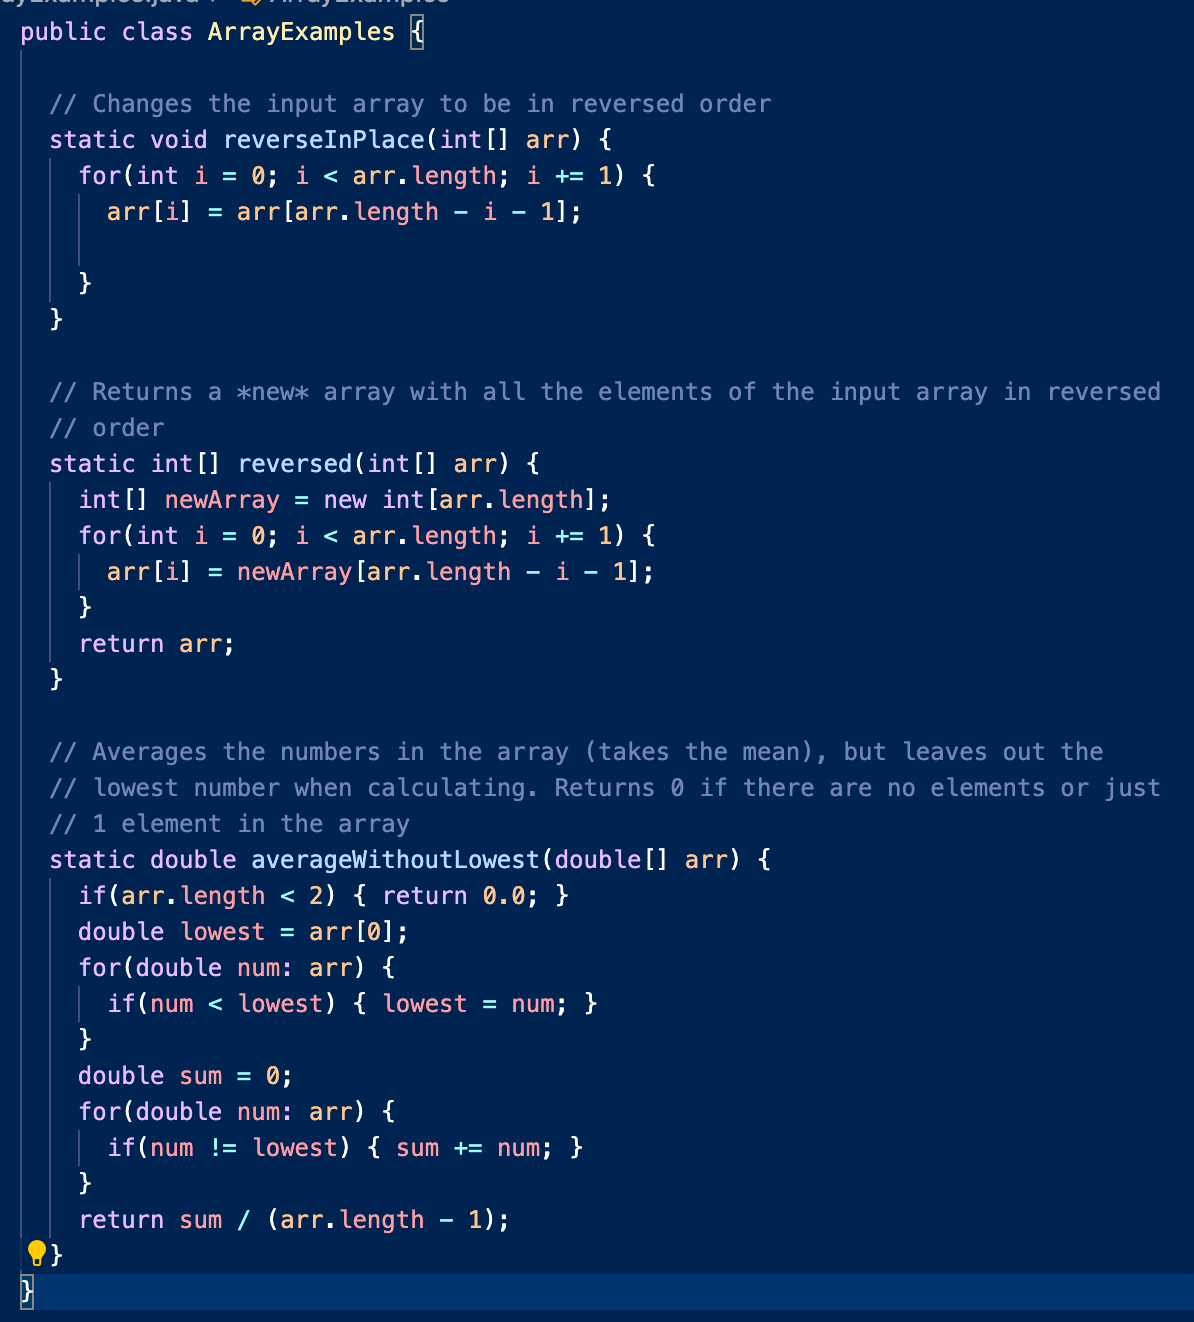 public class ArrayExamples {
  // Changes the input array to be in reversed order
  static void reverseInPlace(int[] arr) {
    for(int i = 0; i < arr.length; i += 1) {
      arr[i] = arr[arr.length - i - 1];
    }
  }
  // Returns a *new* array with all the elements of the input array in reversed
  // order
  static int[] reversed(int[] arr) {
    int[] newArray = new int[arr.length];
    for(int i = 0; i < arr.length; i += 1) {
      arr[i] = newArray[arr.length - i - 1];
    }
    return arr;
  }
  // Averages the numbers in the array (takes the mean), but leaves out the
  // lowest number when calculating. Returns 0 if there are no elements or just
  // 1 element in the array
  static double averageWithoutLowest(double[] arr) {
    if(arr.length < 2) { return 0.0; }
    double lowest = arr[0];
    for(double num: arr) {
      if(num < lowest) { lowest = num; }
    }
    double sum = 0;
    for(double num: arr) {
      if(num != lowest) { sum += num; }
    }
    return sum / (arr.length - 1);
  }
}